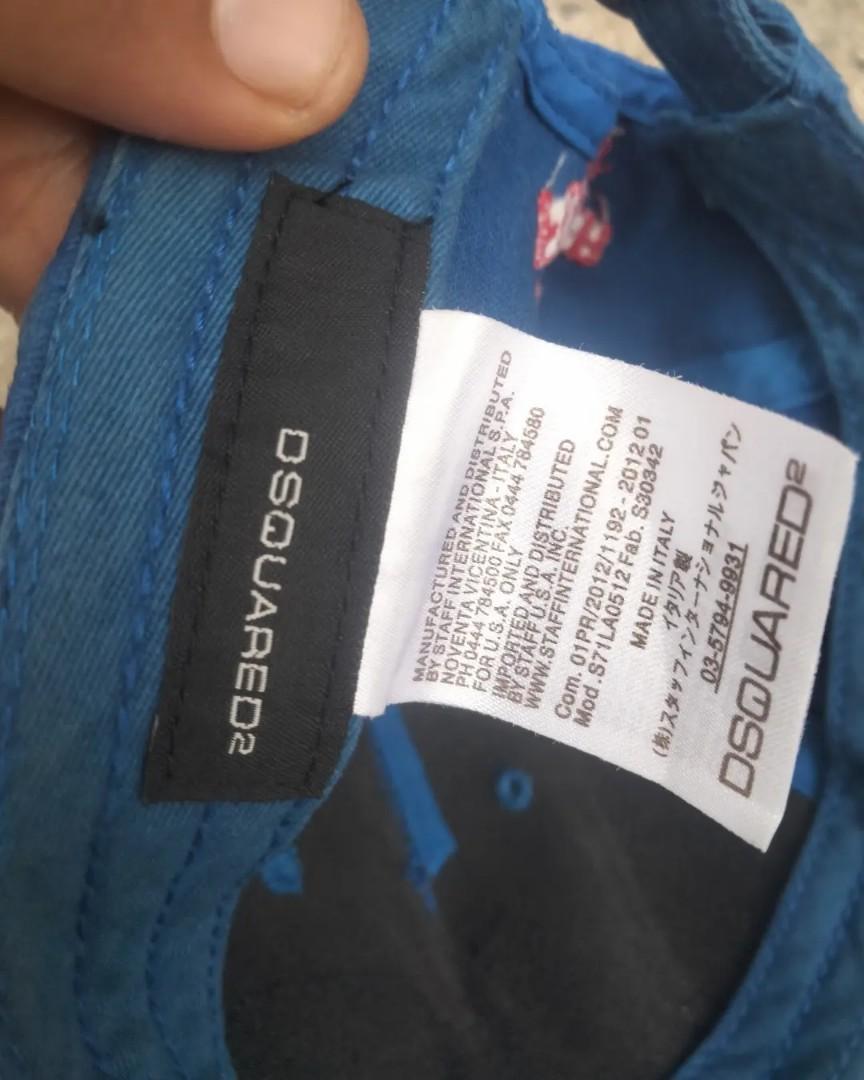 DSQUARED2
MANUFACTURED AND DISTRIBUTED
BY STAFF INTERNATIONAL S.P.A.
NOVENTA VICENTINA - ITALY
PH 0444 784500 FAX 0444 784580
FOR U.S.A. ONLY
IMPORTED AND DISTRIBUTED
BY STAFF U.S.A. INC.
WWW.STAFFINTERNATIONAL.COM
Com. 01PR/2012/1192 - 2012 01
Mod. S71LA0512 Fab. S30342
MADE IN ITALY
イタリア製
(株)スタッフインターナショナルジャパン
03-5794-9931
DSQUARED2